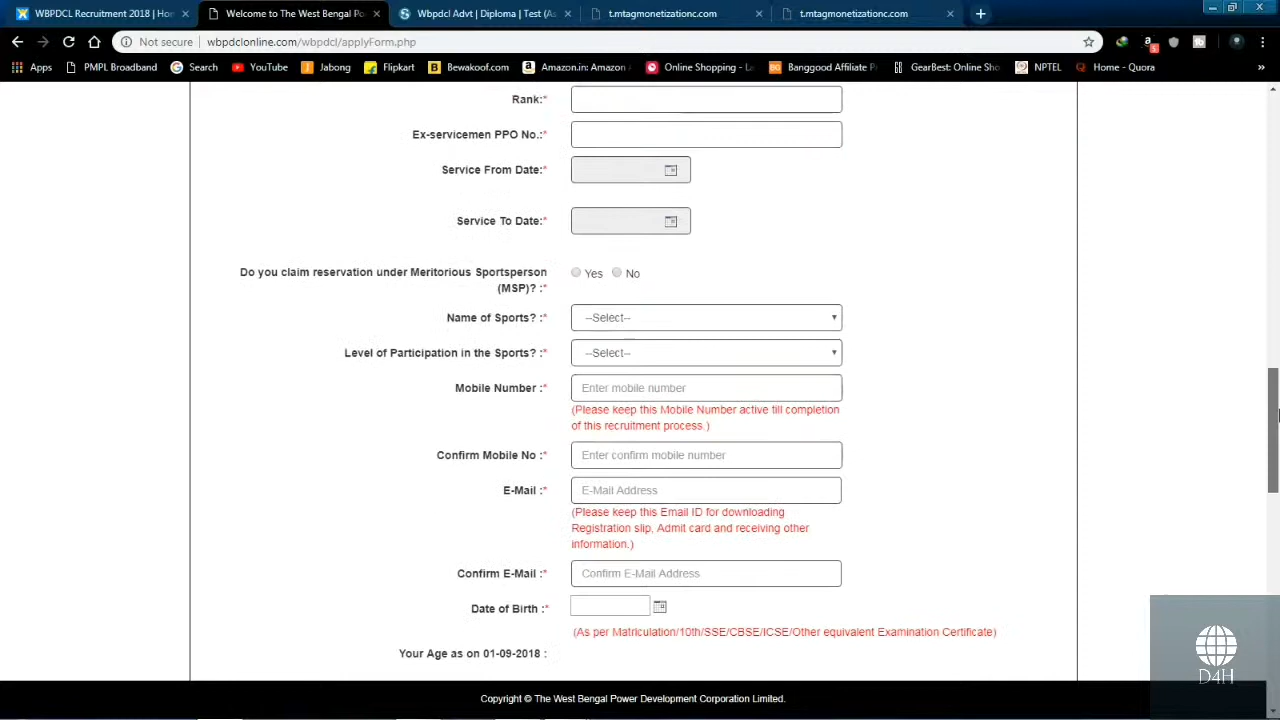 WBPDCL Recruitment 2018 | Hom
Welcome to The West Bengal Po
Wbpdcl Advt | Diploma | Test (As
t.mtagmonetizationc.com
t.mtagmonetizationc.com
Not secure | wbpdclonline.com/wbpdcl/applyForm.php
Apps
PMPL Broadband
Search
YouTube
Jabong
Flipkart
Bewakoof.com
Amazon.in: Amazon
Online Shopping - L
Banggood Affiliate Pr
GearBest: Online Sho
NPTEL
Home - Quora
»
Rank:*
Ex-servicemen PPO No.:*
Service From Date:*
Service To Date:*
Do you claim reservation under Meritorious Sportsperson
(MSP)? :*
Yes No
Name of Sports? :*
--Select--
Level of Participation in the Sports? :*
--Select--
Mobile Number :*
Enter mobile number
(Please keep this Mobile Number active till completion
of this recruitment process.)
Confirm Mobile No :*
Enter confirm mobile number
E-Mail :*
E-Mail Address
(Please keep this Email ID for downloading
Registration slip, Admit card and receiving other
information.)
Confirm E-Mail :*
Confirm E-Mail Address
Date of Birth :*
(As per Matriculation/10th/SSE/CBSE/ICSE/Other equivalent Examination Certificate)
Your Age as on 01-09-2018 :
Copyright © The West Bengal Power Development Corporation Limited.
D4H